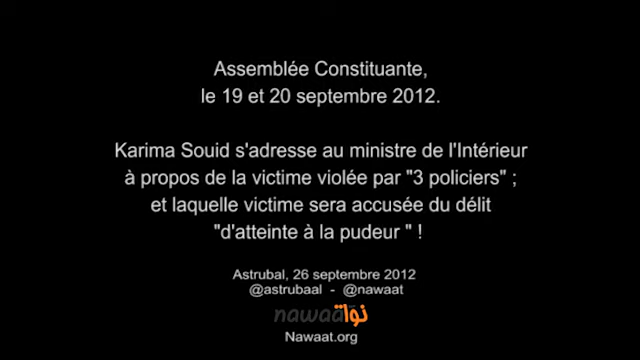 Assemblée Constituante,
le 19 et 20 septembre 2012.
Karima Souid s'adresse au ministre de l'Intérieur
à propos de la victime violée par "3 policiers" ;
et laquelle victime sera accusée du délit
"d'atteinte à la pudeur " !
Astrubal, 26 septembre 2012
@astrubaal - @nawaat
nawaaنواة
Nawaat.org